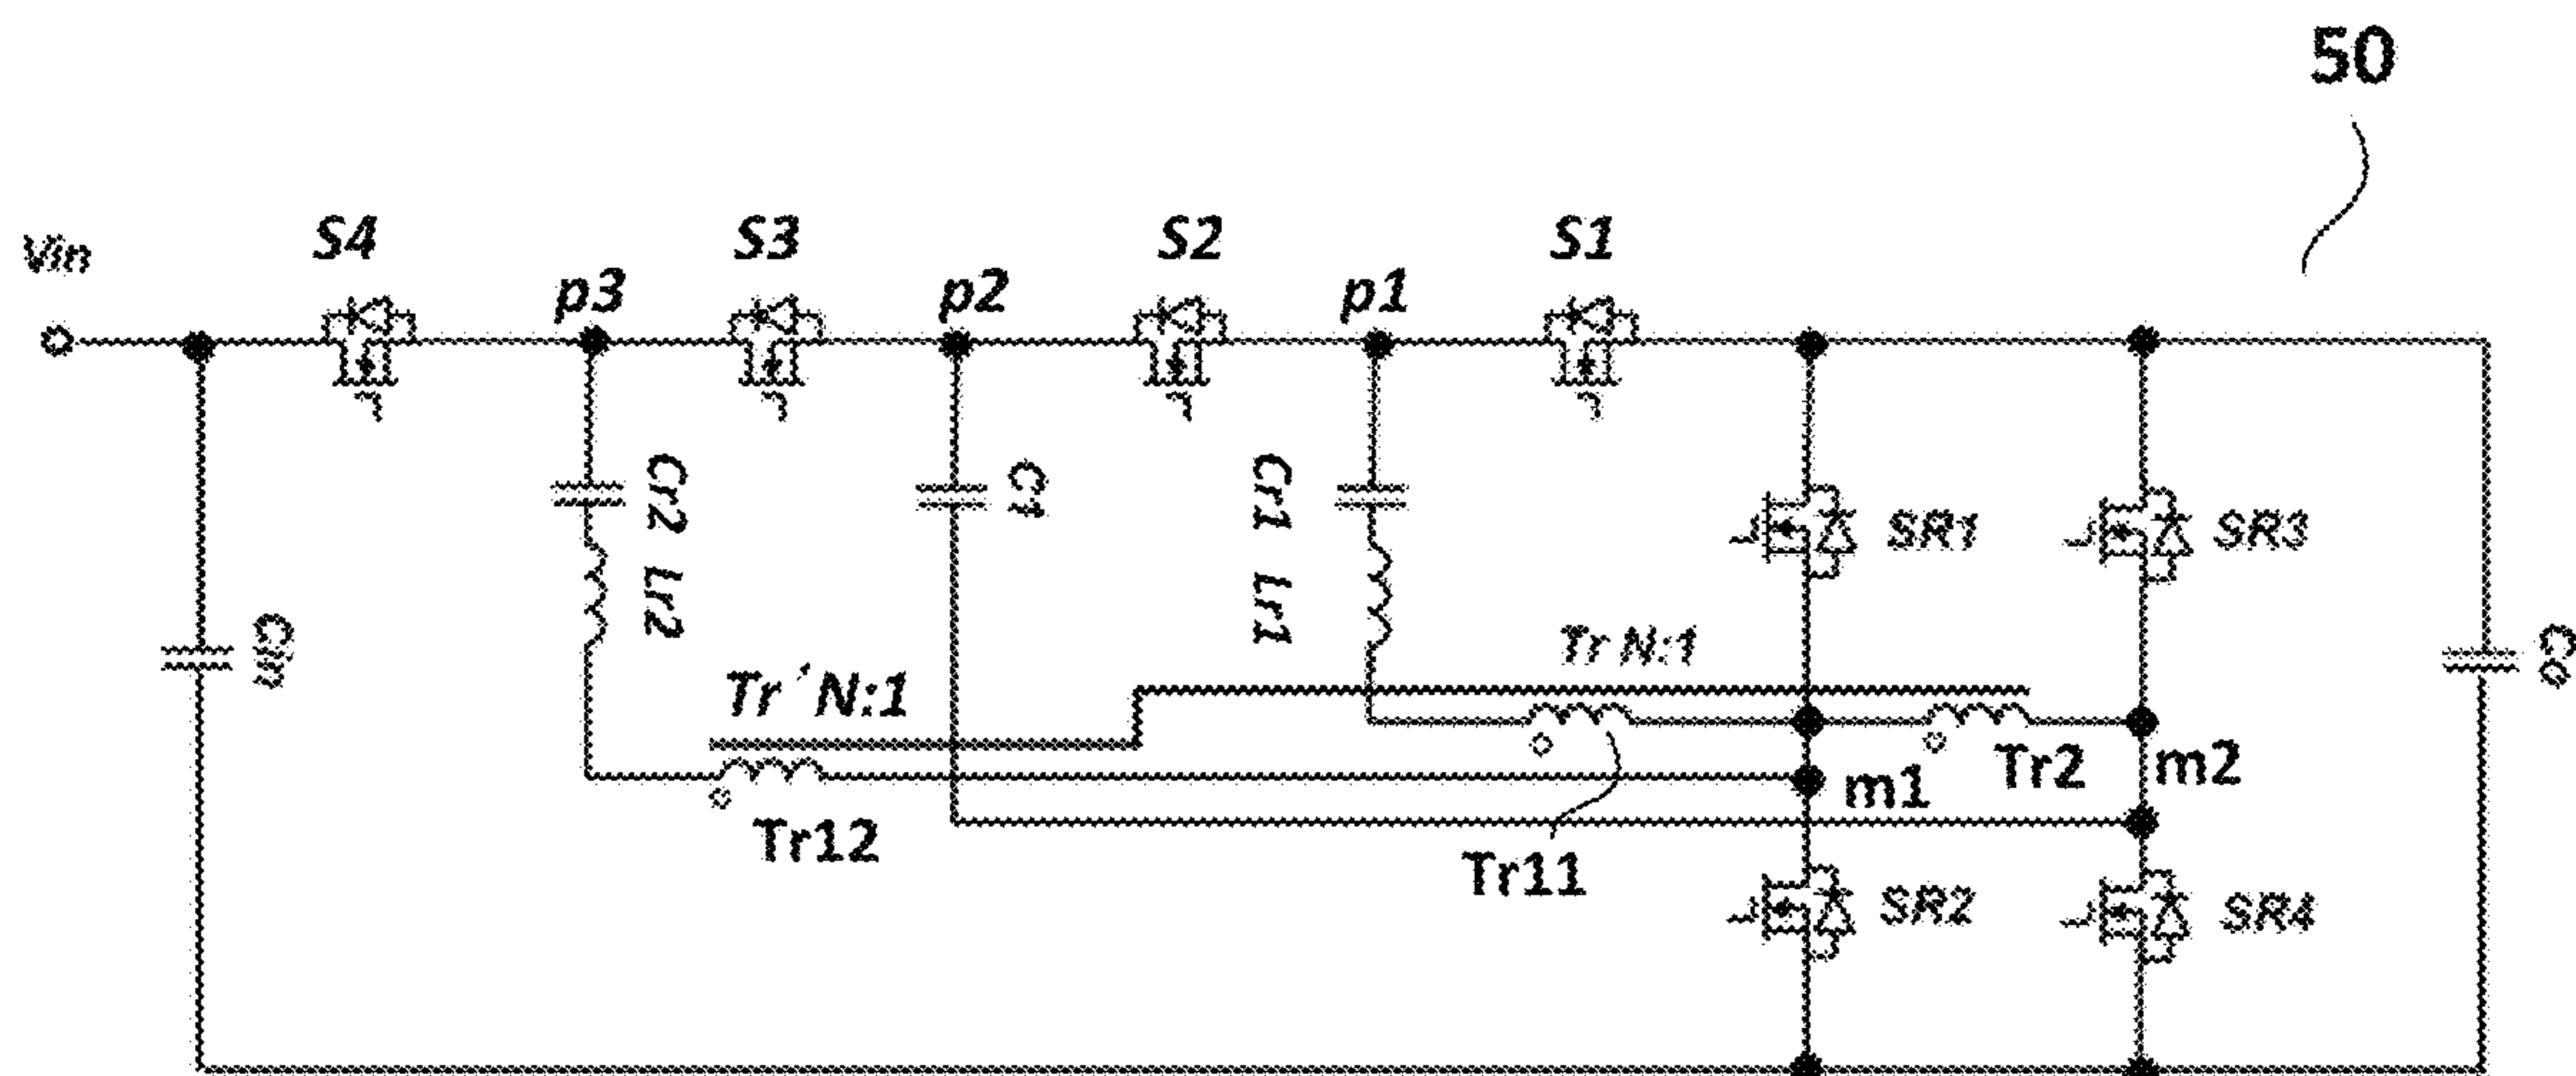 50
Vin
S4
S3
S2
S1
p3
p2
p1
Cr2
Lr2
C1
Cr1
Lr1
SR1
SR3
Cin
Tr' N:1
Tr N:1
Co
Tr12
Tr11
m1
Tr2
m2
SR2
SR4